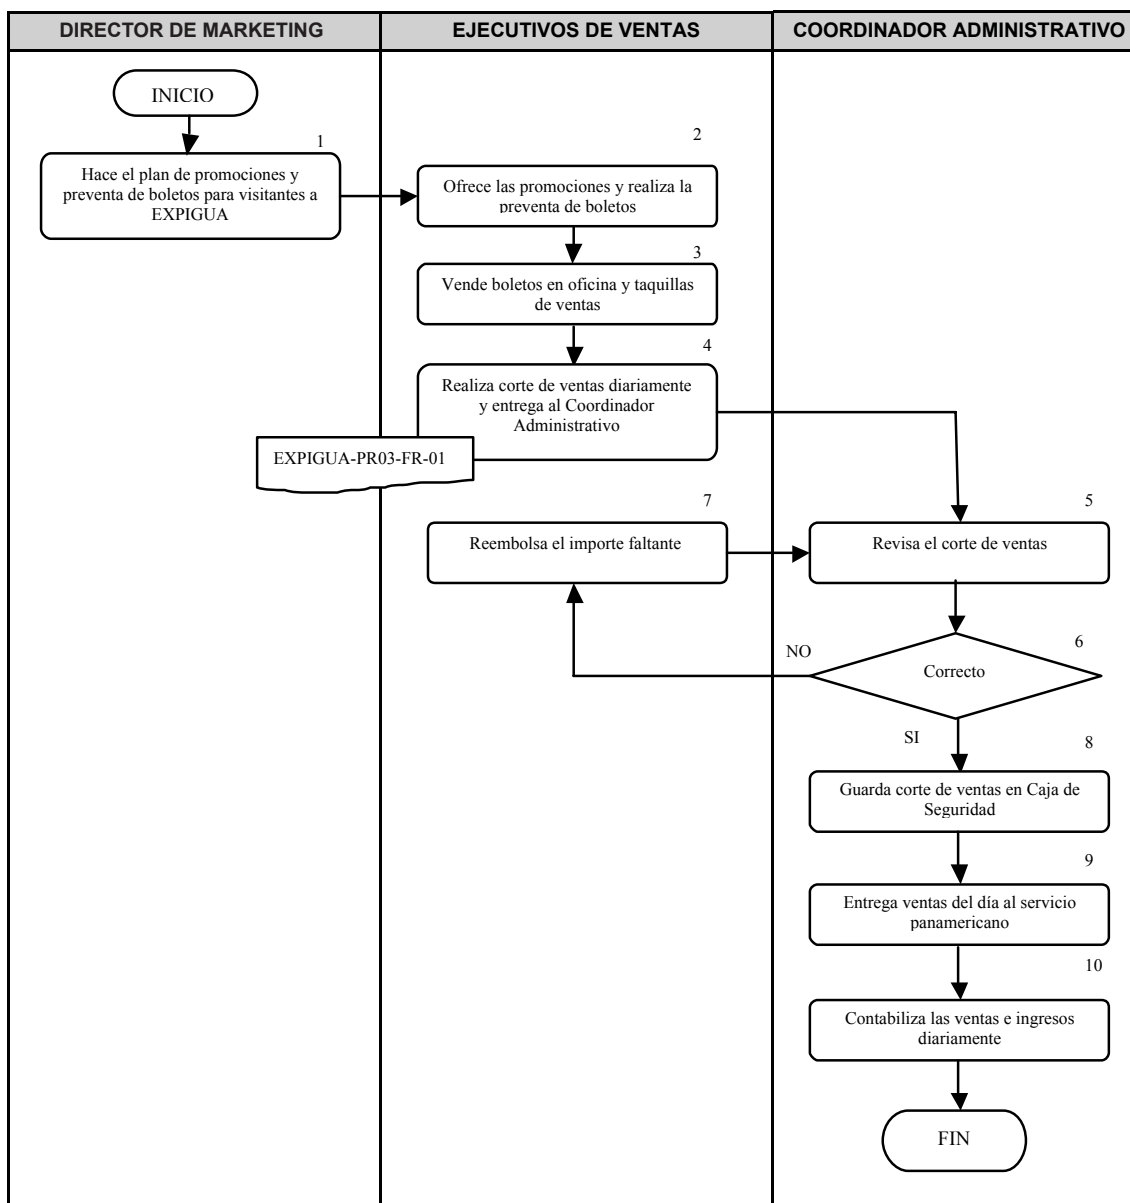 DIRECTOR DE MARKETING
EJECUTIVOS DE VENTAS
COORDINADOR ADMINISTRATIVO
INICIO
1
Hace el plan de promociones y
preventa de boletos para visitantes a
EXPIGUA
2
Ofrece las promociones y realiza la
preventa de boletos
3
Vende boletos en oficina y taquillas
de ventas
4
Realiza corte de ventas diariamente
y entrega al Coordinador
Administrativo
EXPIGUA-PR03-FR-01
7
Reembolsa el importe faltante
5
Revisa el corte de ventas
6
NO
Correcto
SI
8
Guarda corte de ventas en Caja de
Seguridad
9
Entrega ventas del día al servicio
panamericano
10
Contabiliza las ventas e ingresos
diariamente
FIN